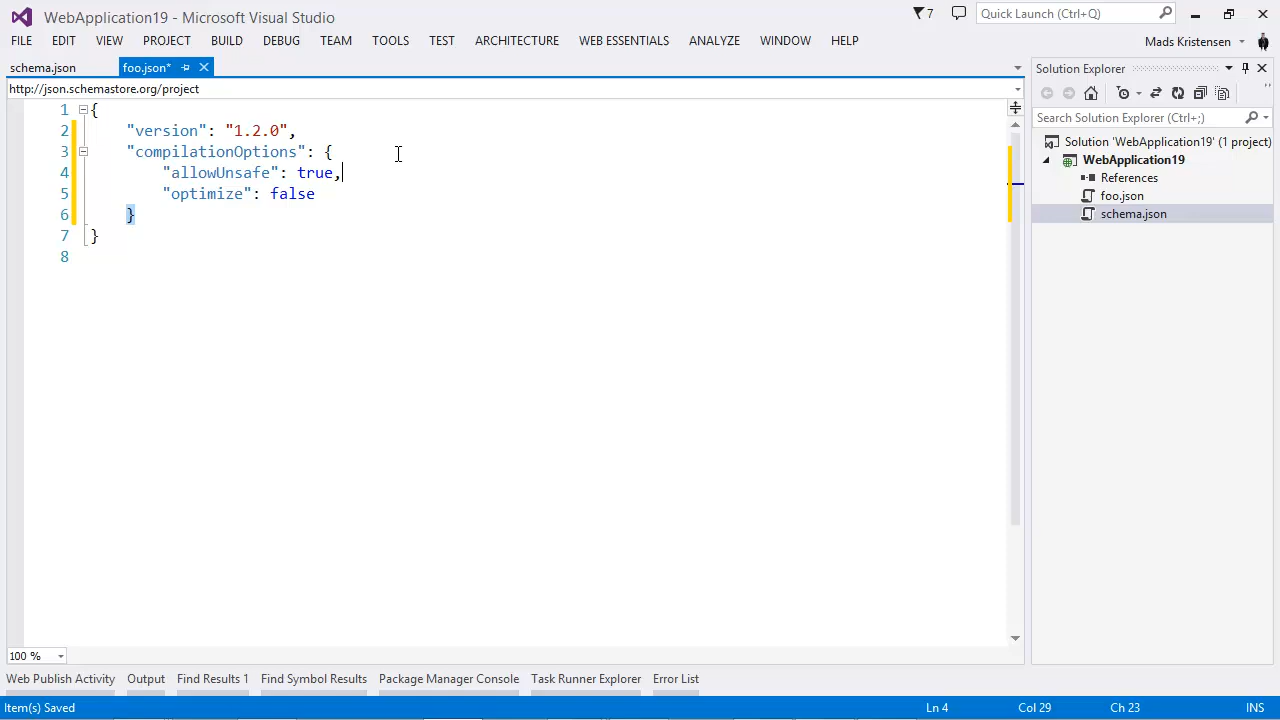 WebApplication19 - Microsoft Visual Studio
7
Quick Launch (Ctrl+Q)
FILE EDIT VIEW PROJECT BUILD DEBUG TEAM TOOLS TEST ARCHITECTURE WEB ESSENTIALS ANALYZE WINDOW HELP
Mads Kristensen
schema.json foo.json*
http://json.schemastore.org/project
1 {
2 "version": "1.2.0",
3 "compilationOptions": {
4 "allowUnsafe": true,
5 "optimize": false
6 }
7 }
8
100 %
Solution Explorer
Search Solution Explorer (Ctrl+;)
Solution 'WebApplication19' (1 project)
WebApplication19
References
foo.json
schema.json
Web Publish Activity Output Find Results 1 Find Symbol Results Package Manager Console Task Runner Explorer Error List
Item(s) Saved Ln 4 Col 29 Ch 23 INS